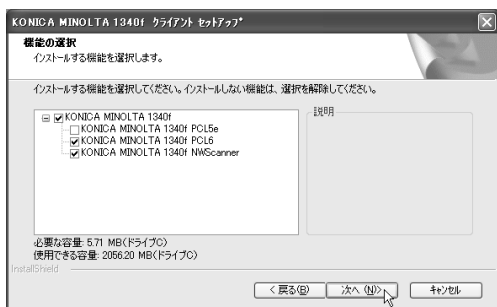 KONICA MINOLTA 1340f クライアント セットアップ
機能の選択
インストールする機能を選択します。
インストールする機能を選択してください。インストールしない機能は、選択を解除してください。
KONICA MINOLTA 1340f
KONICA MINOLTA 1340f PCL5e
KONICA MINOLTA 1340f PCL6
KONICA MINOLTA 1340f NWScanner
説明
必要な容量: 5.71 MB(ドライブC)
使用できる容量: 2056.20 MB(ドライブC)
InstallShield
< 戻る(B)
次へ (N)>
キャンセル